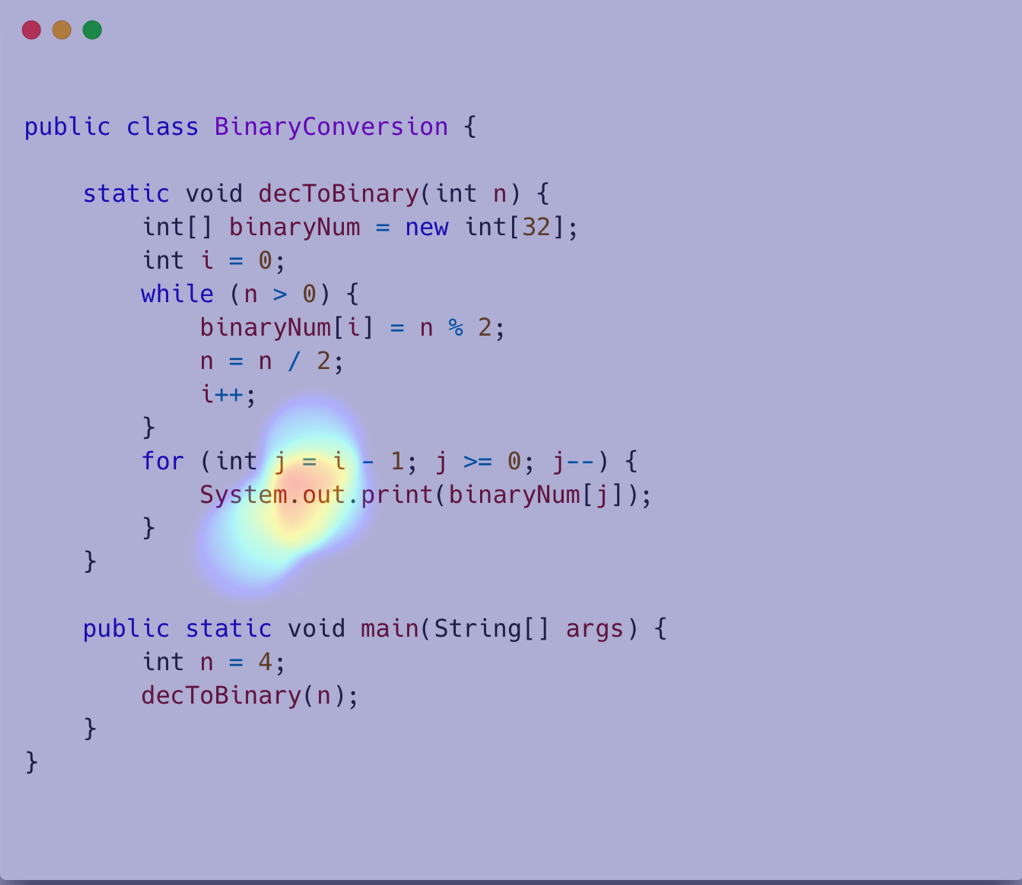 public class BinaryConversion {
static void decToBinary(int n) {
int[] binaryNum = new int[32];
int i = 0;
while (n > 0) {
binaryNum[i] = n % 2;
n = n / 2;
i++;
}
for (int j = i - 1; j >= 0; j--) {
System.out.print(binaryNum[j]);
}
}
public static void main(String[] args) {
int n = 4;
decToBinary(n);
}
}